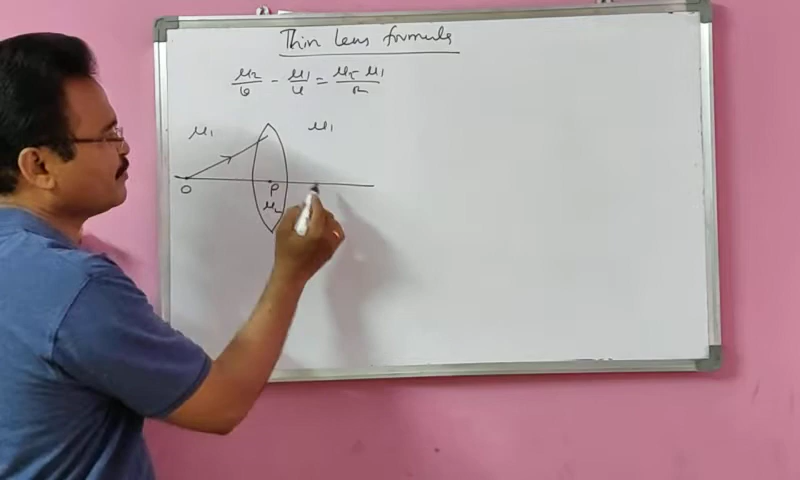 Thin lens formula
μ₂/v - μ₁/u = μ₂-μ₁/R
μ₁ μ₁
O P
μ₂